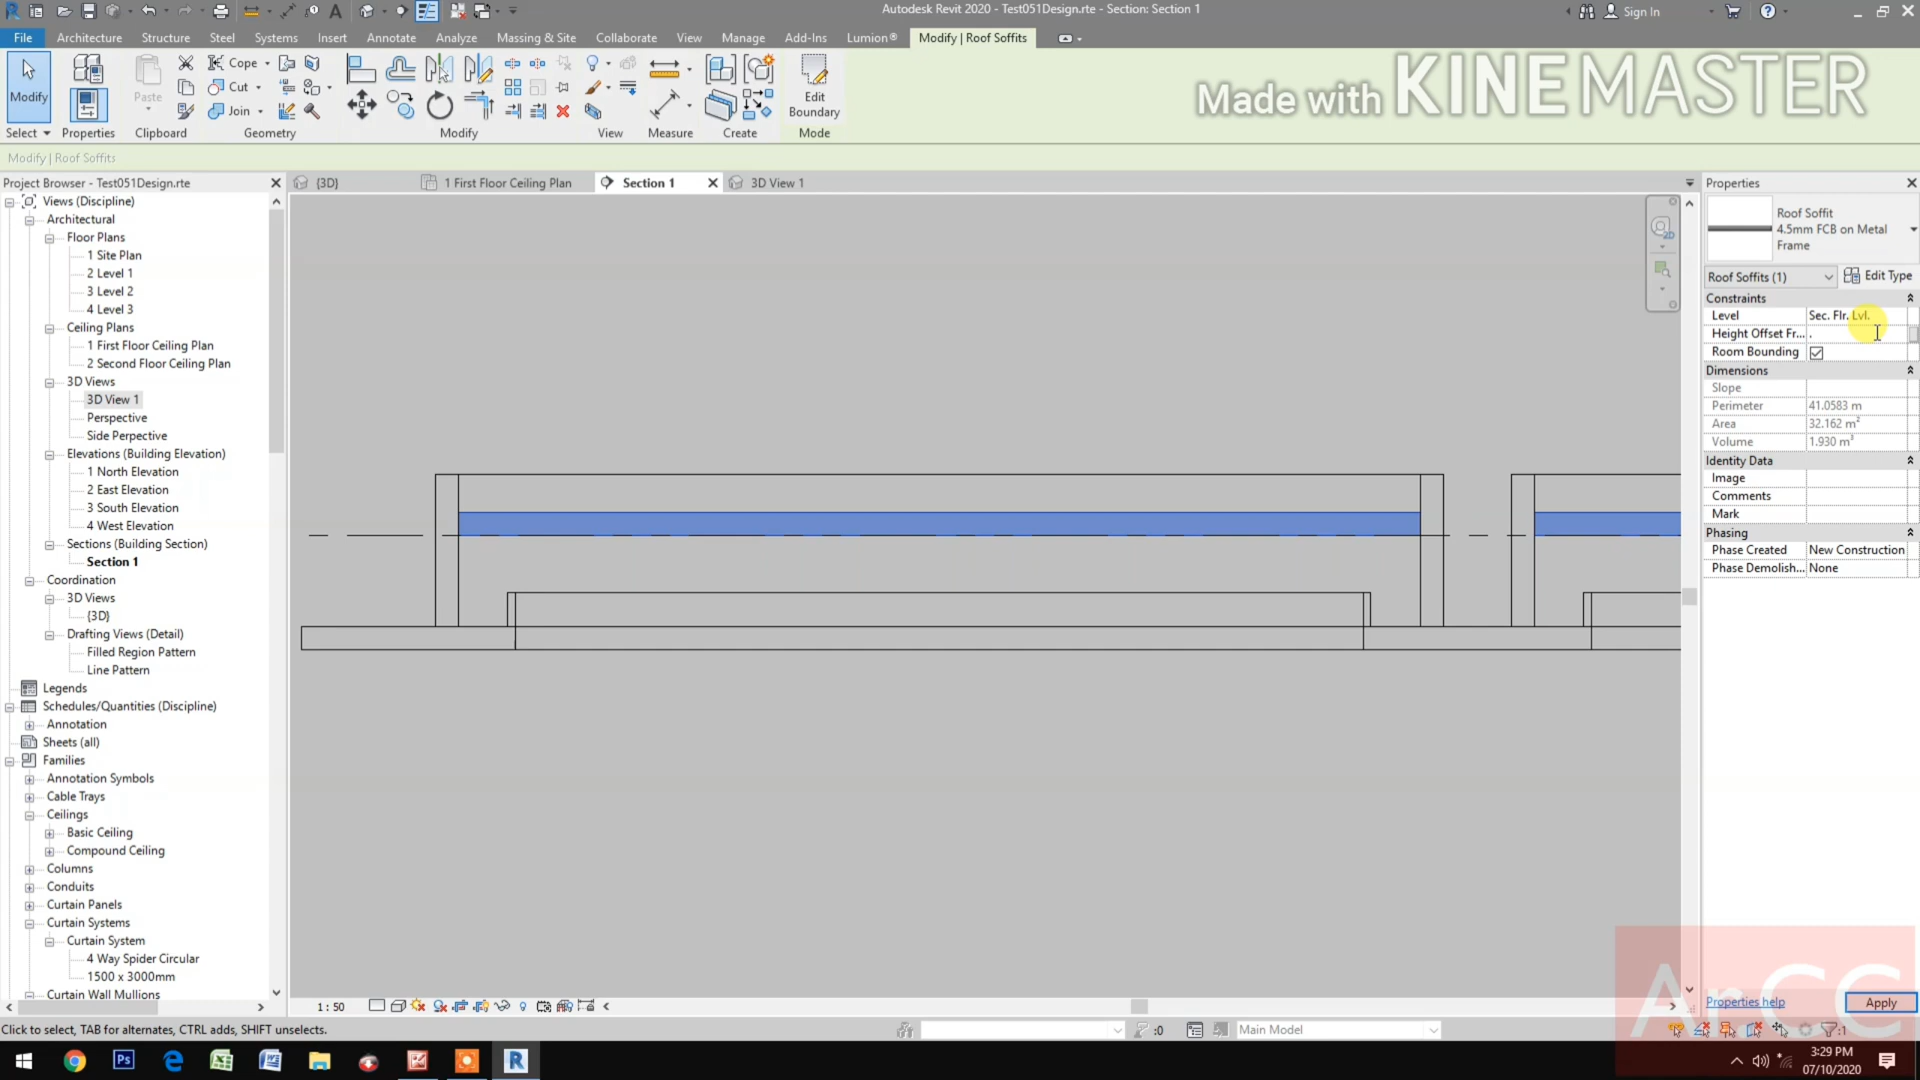 Autodesk Revit 2020 - Test051Design.rte - Section: Section 1
Sign In
File Architecture Structure Steel Systems Insert Annotate Analyze Massing & Site Collaborate View Manage Add-Ins Lumion® Modify | Roof Soffits
Modify
Paste
Cope
Cut
Join
Edit
Boundary
Made with KINEMASTER
Select Properties Clipboard Geometry Modify View Measure Create Mode
Modify | Roof Soffits
Project Browser - Test051Design.rte
{3D} 1 First Floor Ceiling Plan Section 1 3D View 1
Views (Discipline)
Architectural
Floor Plans
1 Site Plan
2 Level 1
3 Level 2
4 Level 3
Ceiling Plans
1 First Floor Ceiling Plan
2 Second Floor Ceiling Plan
3D Views
3D View 1
Perspective
Side Perpective
Elevations (Building Elevation)
1 North Elevation
2 East Elevation
3 South Elevation
4 West Elevation
Sections (Building Section)
Section 1
Coordination
3D Views
{3D}
Drafting Views (Detail)
Filled Region Pattern
Line Pattern
Legends
Schedules/Quantities (Discipline)
Annotation
Sheets (all)
Families
Annotation Symbols
Cable Trays
Ceilings
Basic Ceiling
Compound Ceiling
Columns
Conduits
Curtain Panels
Curtain Systems
Curtain System
4 Way Spider Circular
1500 x 3000mm
Curtain Wall Mullions
2D
Properties
Roof Soffit
4.5mm FCB on Metal
Frame
Roof Soffits (1) Edit Type
Constraints
Level Sec. Flr. Lvl.
Height Offset Fr... .
Room Bounding
Dimensions
Slope
Perimeter 41.0583 m
Area 32.162 m²
Volume 1.930 m³
Identity Data
Image
Comments
Mark
Phasing
Phase Created New Construction
Phase Demolish... None
ArCC
Properties help Apply
1 : 50
Click to select, TAB for alternates, CTRL adds, SHIFT unselects.
:0 Main Model :1
3:29 PM
07/10/2020